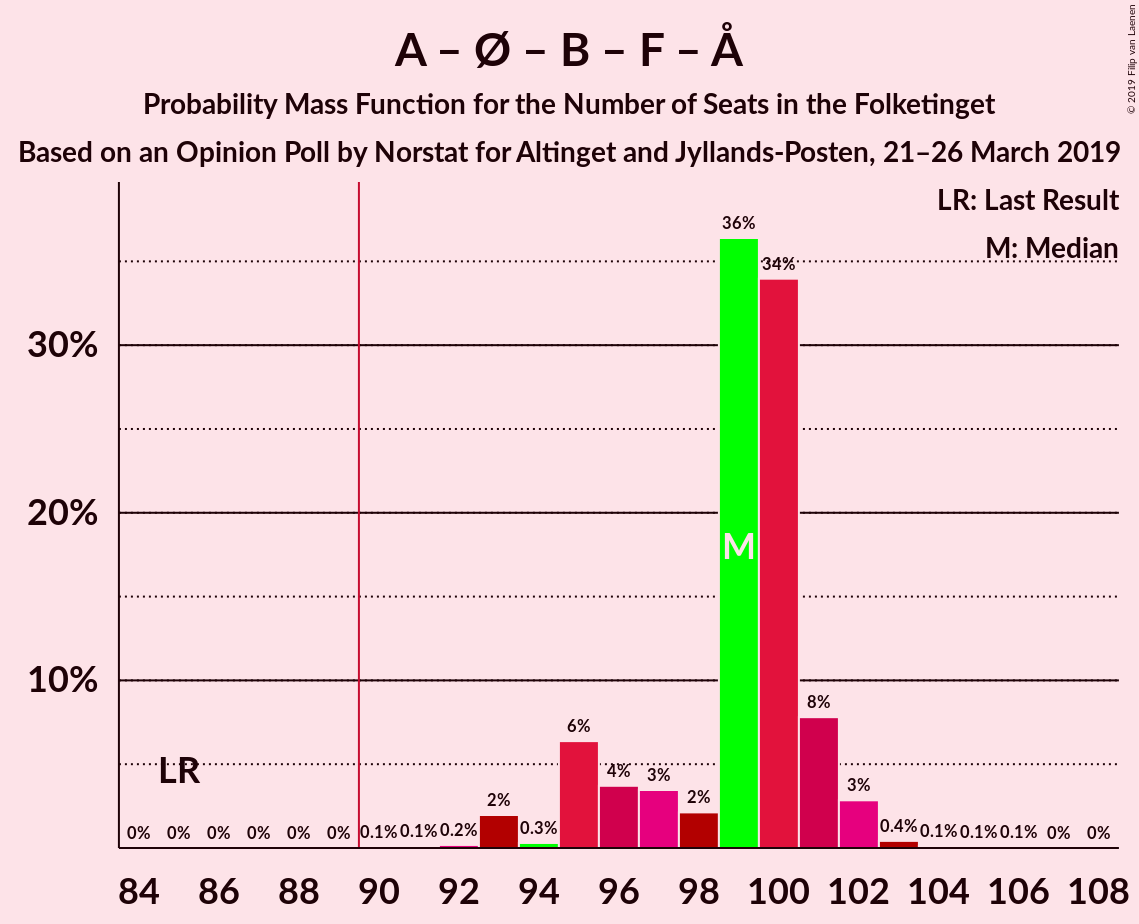 A – Ø – B – F – Å
Probability Mass Function for the Number of Seats in the Folketinget
Based on an Opinion Poll by Norstat for Altinget and Jyllands-Posten, 21–26 March 2019
© 2019 Filip van Laenen
LR: Last Result
M: Median
36%
34%
30%
20%
M
10%
8%
6%
LR
4%
3%
3%
2%
2%
0% 0% 0% 0% 0% 0% 0.1% 0.1% 0.2% 0.3% 0.4% 0.1% 0.1% 0.1% 0% 0%
84 86 88 90 92 94 96 98 100 102 104 106 108